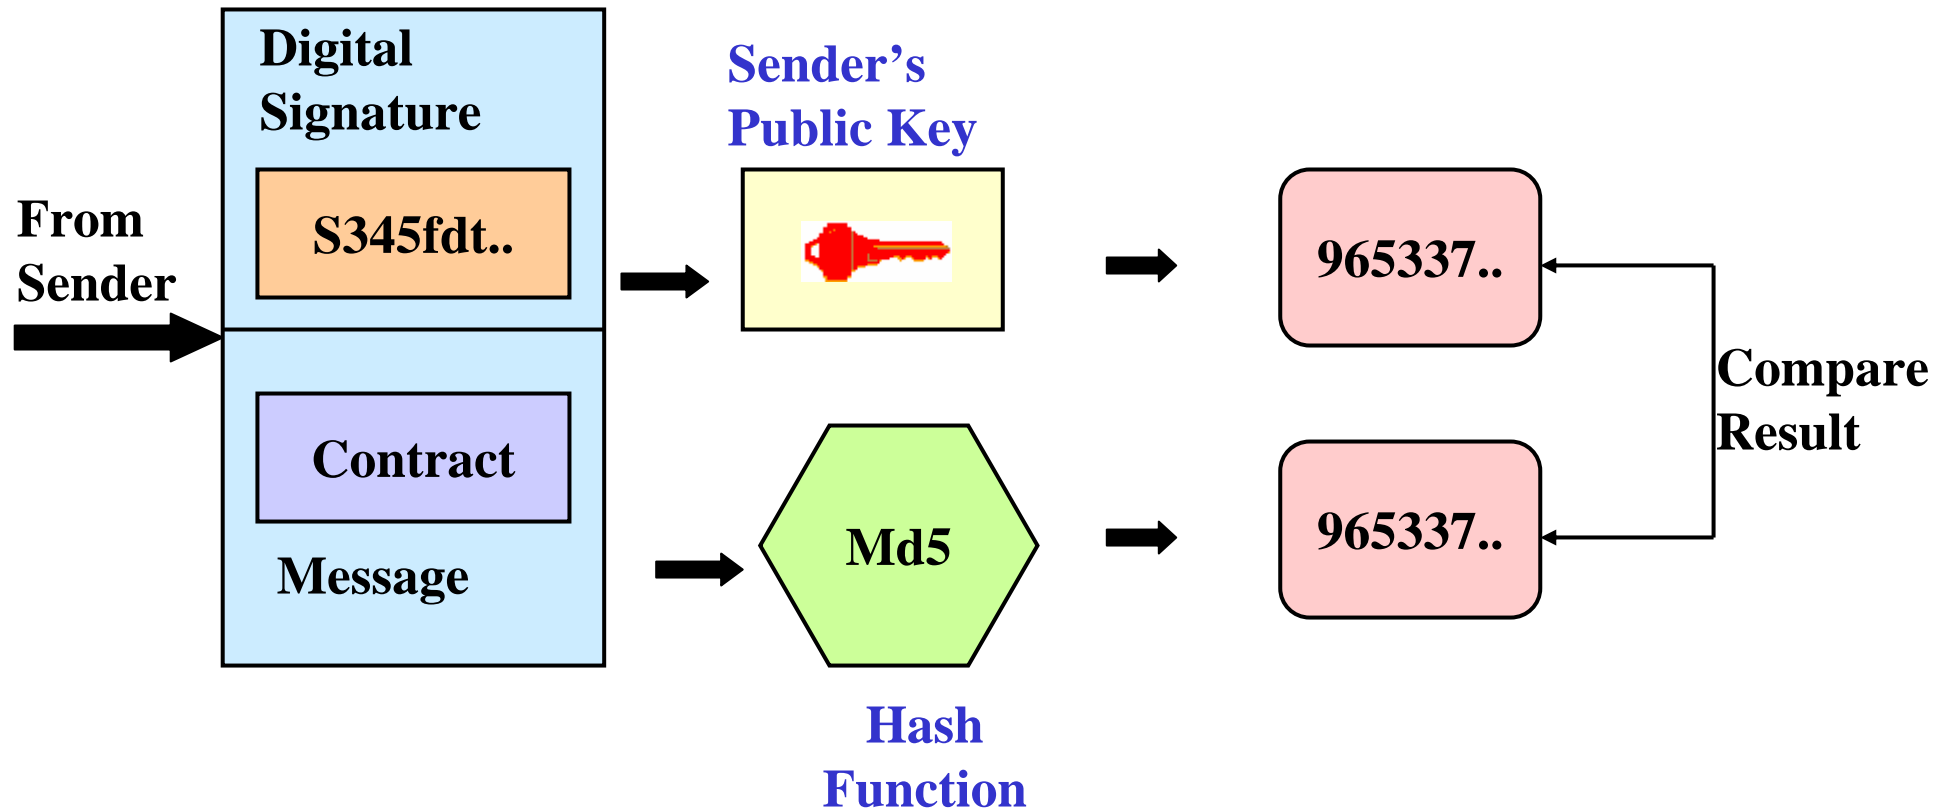 From
Sender
Digital
Signature
S345fdt..
Contract
Message
Sender’s
Public Key
Md5
Hash
Function
965337..
965337..
Compare
Result